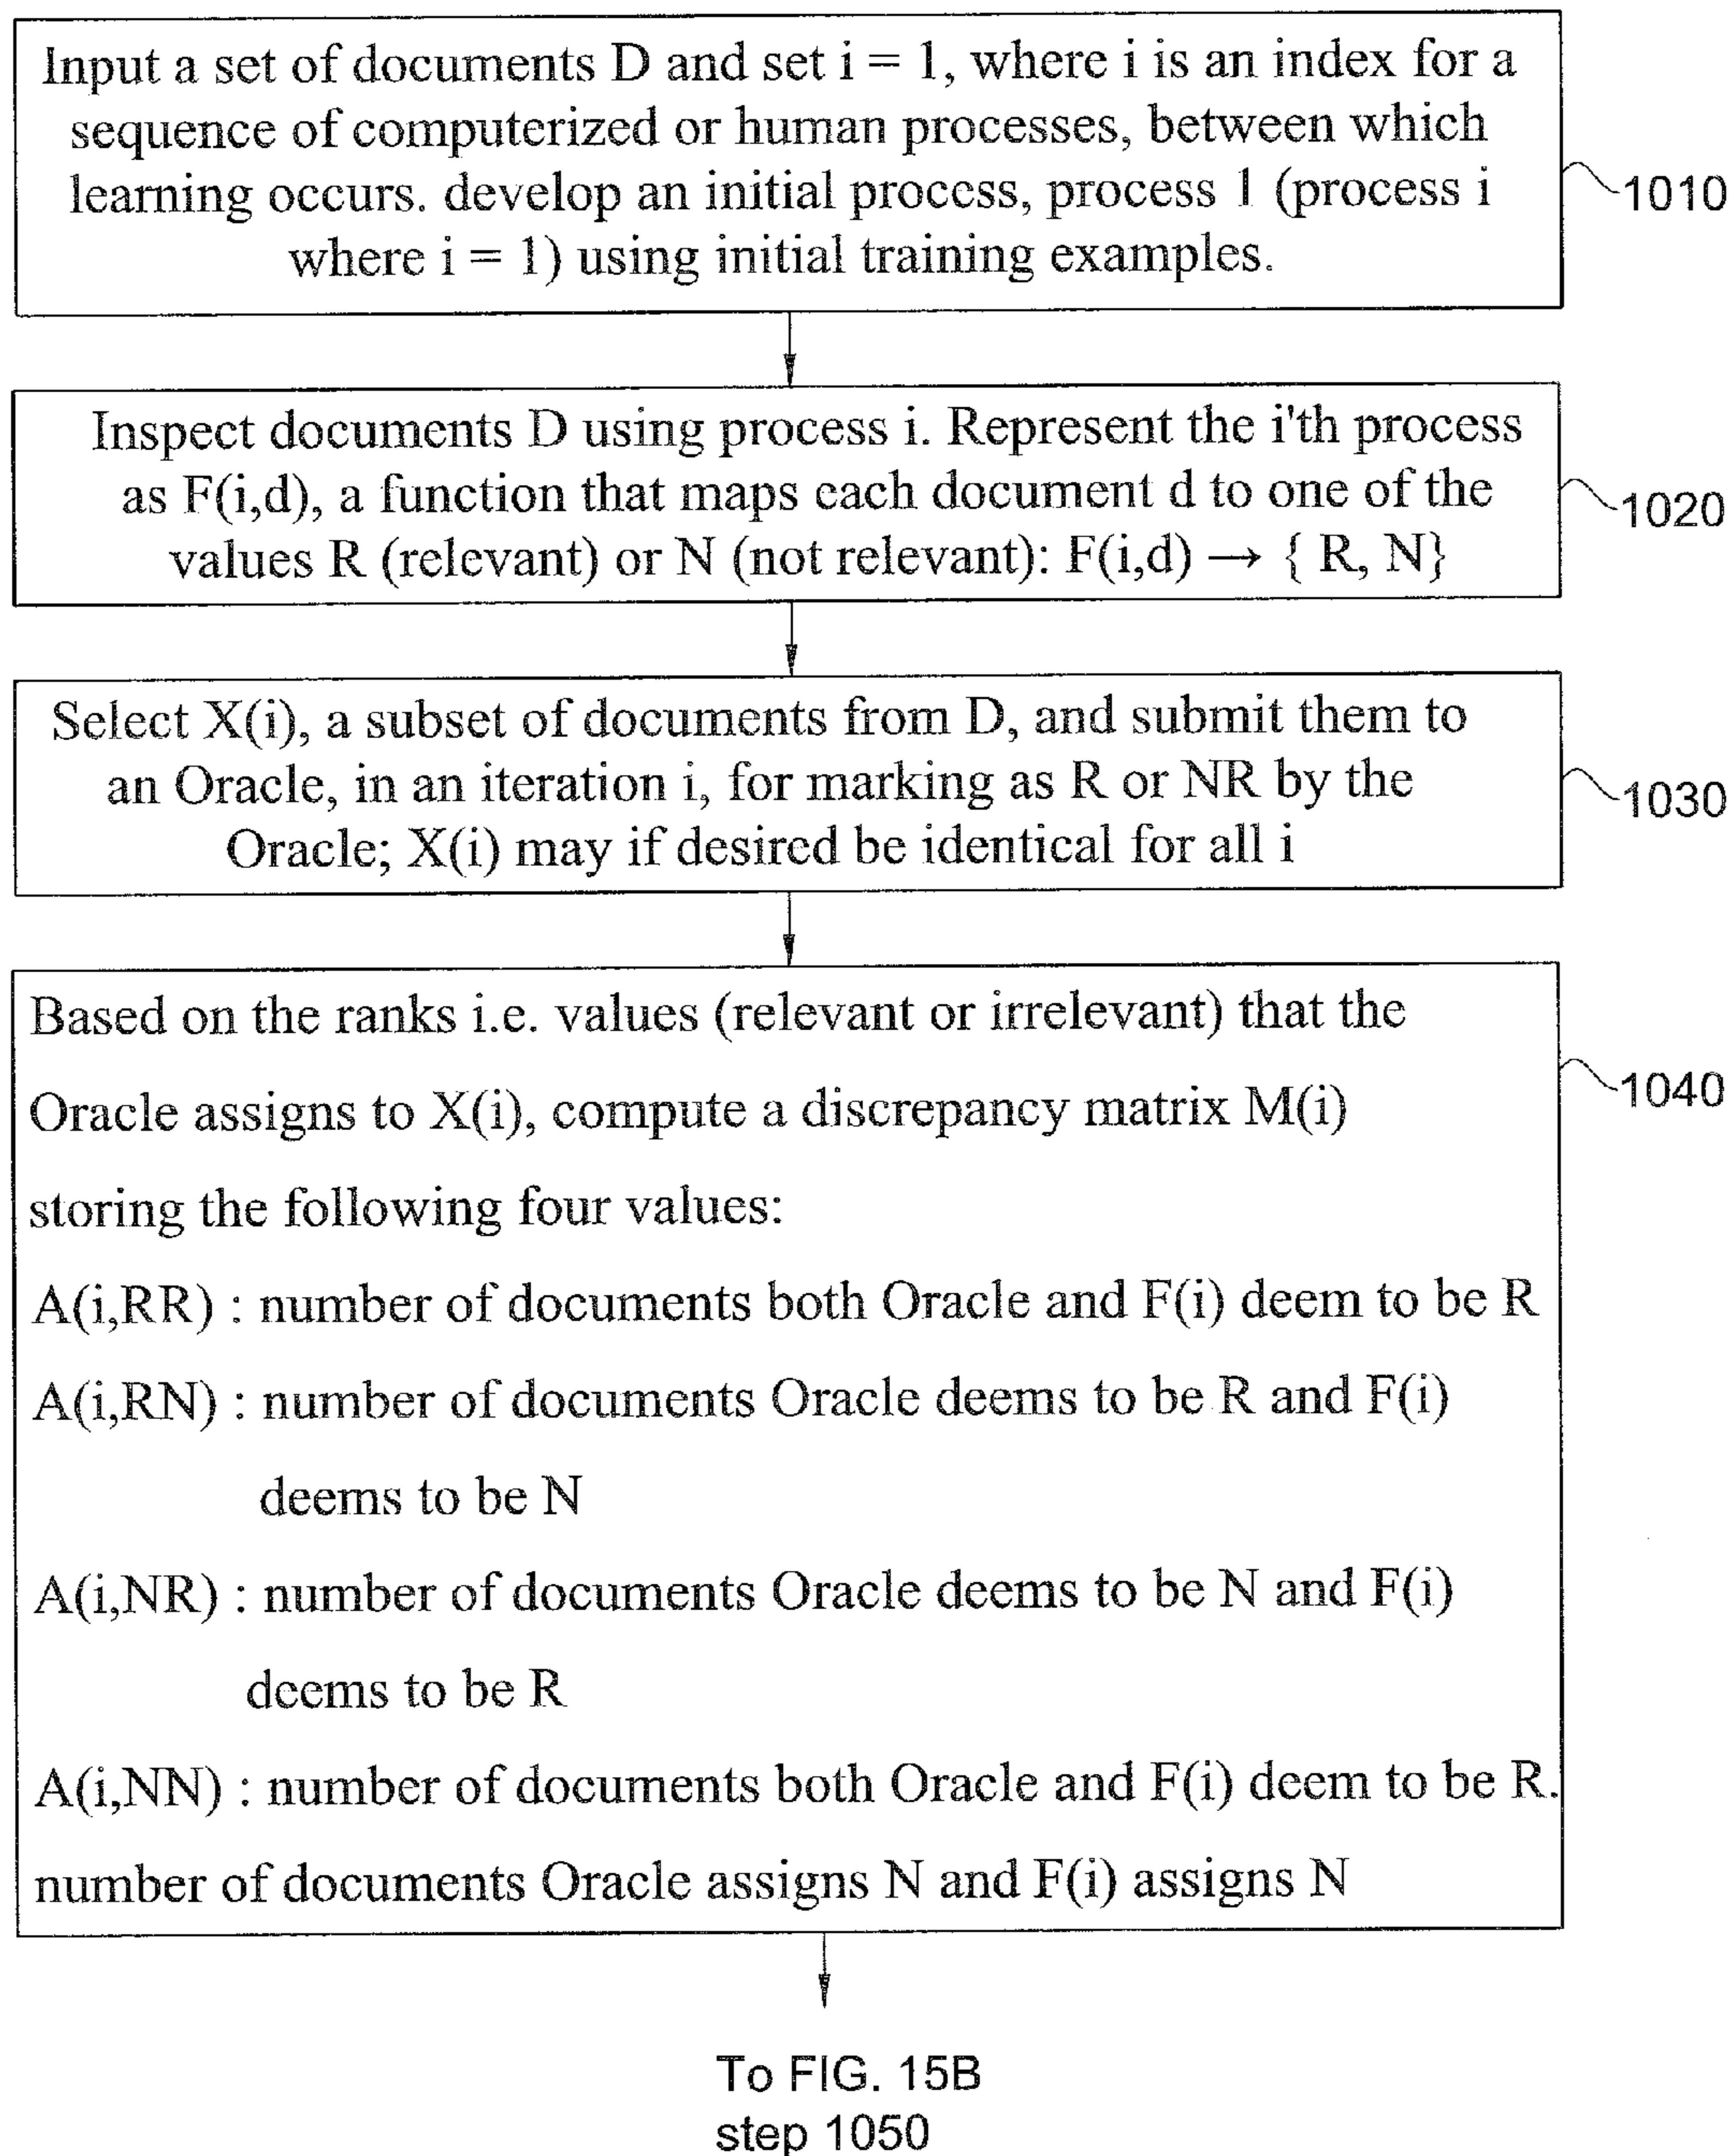 Input a set of documents D and set i = 1, where i is an index for a
sequence of computerized or human processes, between which
learning occurs. develop an initial process, process 1 (process i
where i = 1) using initial training examples.
1010
Inspect documents D using process i. Represent the i'th process
as F(i,d), a function that maps each document d to one of the
values R (relevant) or N (not relevant): F(i,d) → { R, N}
1020
Select X(i), a subset of documents from D, and submit them to
an Oracle, in an iteration i, for marking as R or NR by the
Oracle; X(i) may if desired be identical for all i
1030
Based on the ranks i.e. values (relevant or irrelevant) that the
Oracle assigns to X(i), compute a discrepancy matrix M(i)
storing the following four values:
A(i,RR) : number of documents both Oracle and F(i) deem to be R
A(i,RN) : number of documents Oracle deems to be R and F(i)
deems to be N
A(i,NR) : number of documents Oracle deems to be N and F(i)
deems to be R
A(i,NN) : number of documents both Oracle and F(i) deem to be R.
number of documents Oracle assigns N and F(i) assigns N
1040
To FIG. 15B
step 1050